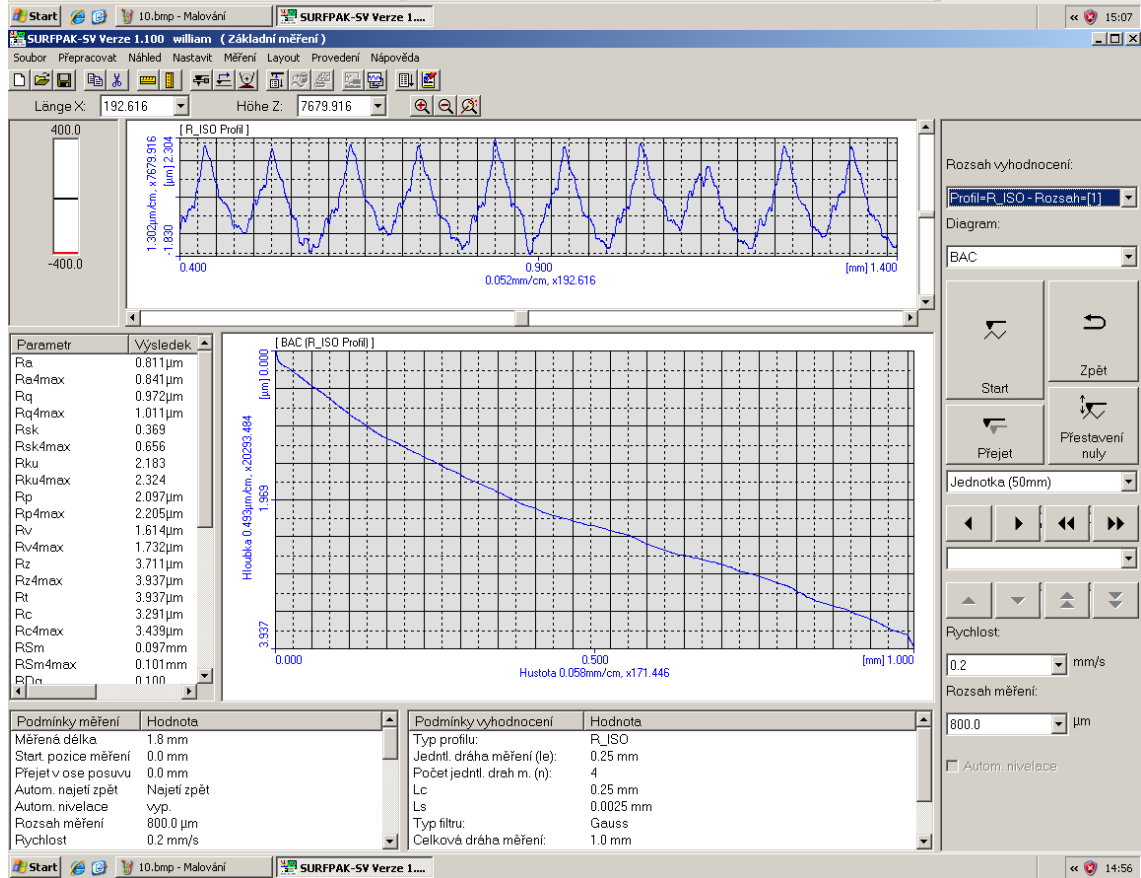 Start 10.bmp - Malování SURFPAK-SV Verze 1.... « 15:07
SURFPAK-SV Verze 1.100 william ( Základní měření )
Soubor Přepracovat Náhled Nastavit Měření Layout Provedení Nápověda
Länge X: 192.616 Höhe Z: 7679.916
400.0
-400.0
[ R_ISO Profil ]
1.302µm/cm, x7679.916
-1.830 [µm] 2.304
0.400 0.900 [mm] 1.400
0.052mm/cm, x192.616
Rozsah vyhodnocení:
Profil=R_ISO - Rozsah=[1]
Diagram:
BAC
Start
Zpět
Přejet
Přestavení
nuly
Jednotka (50mm)
Rychlost:
0.2 mm/s
Rozsah měření:
800.0 µm
Autom. nivelace
Parametr Výsledek
Ra 0.811µm
Ra4max 0.841µm
Rq 0.972µm
Rq4max 1.011µm
Rsk 0.369
Rsk4max 0.656
Rku 2.183
Rku4max 2.324
Rp 2.097µm
Rp4max 2.205µm
Rv 1.614µm
Rv4max 1.732µm
Rz 3.711µm
Rz4max 3.937µm
Rt 3.937µm
Rc 3.291µm
Rc4max 3.439µm
RSm 0.097mm
RSm4max 0.101mm
RDq 0.100
[ BAC (R_ISO Profil) ]
Hloubka 0.493µm/cm, x20293.484
3.937 1.969 [µm] 0.000
0.000 0.500 [mm] 1.000
Hustota 0.058mm/cm, x171.446
Podmínky měření Hodnota
Měřená délka 1.8 mm
Start. pozice měření 0.0 mm
Přejet v ose posuvu 0.0 mm
Autom. najetí zpět Najetí zpět
Autom. nivelace vyp.
Rozsah měření 800.0 µm
Rychlost 0.2 mm/s
Podmínky vyhodnocení Hodnota
Typ profilu: R_ISO
Jedntl. dráha měření (le): 0.25 mm
Počet jedntl. drah m. (n): 4
Lc 0.25 mm
Ls 0.0025 mm
Typ filtru: Gauss
Celková dráha měření: 1.0 mm
Start 10.bmp - Malování SURFPAK-SV Verze 1.... « 14:56